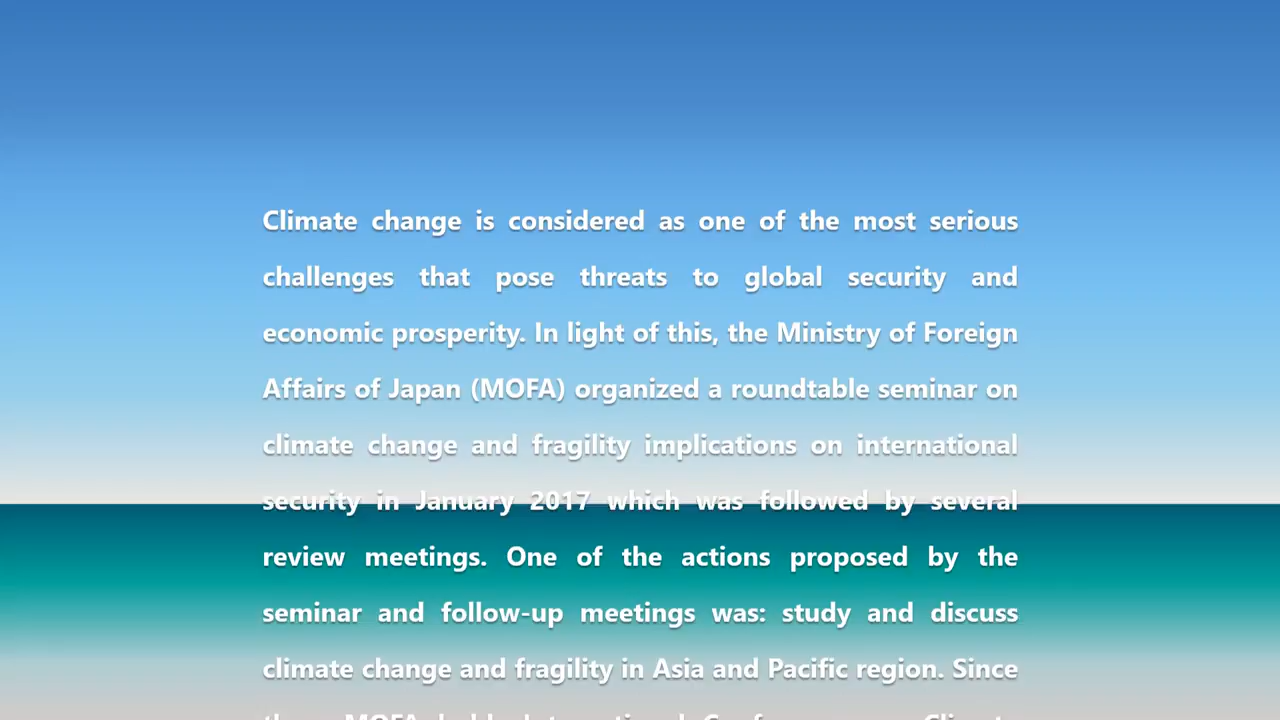 Climate change is considered as one of the most serious
challenges that pose threats to global security and
economic prosperity. In light of this, the Ministry of Foreign
Affairs of Japan (MOFA) organized a roundtable seminar on
climate change and fragility implications on international
security in January 2017 which was followed by several
review meetings. One of the actions proposed by the
seminar and follow-up meetings was: study and discuss
climate change and fragility in Asia and Pacific region. Since